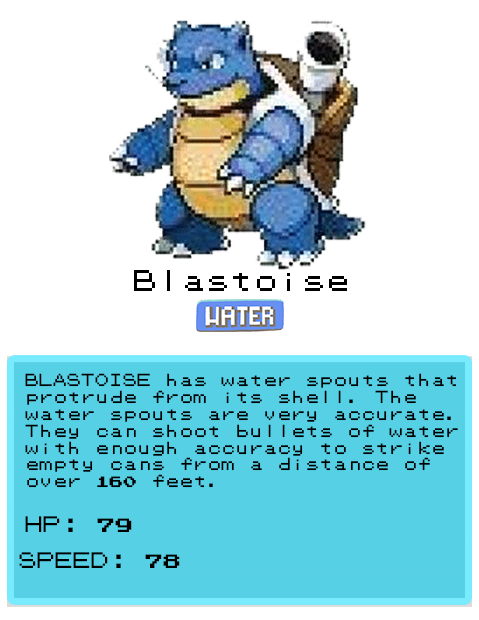 Blastoise
WATER
BLASTOISE has water spouts that
protrude from its shell. The
water spouts are very accurate.
They can shoot bullets of water
with enough accuracy to strike
empty cans from a distance of
over 160 feet.
HP: 79
SPEED: 78